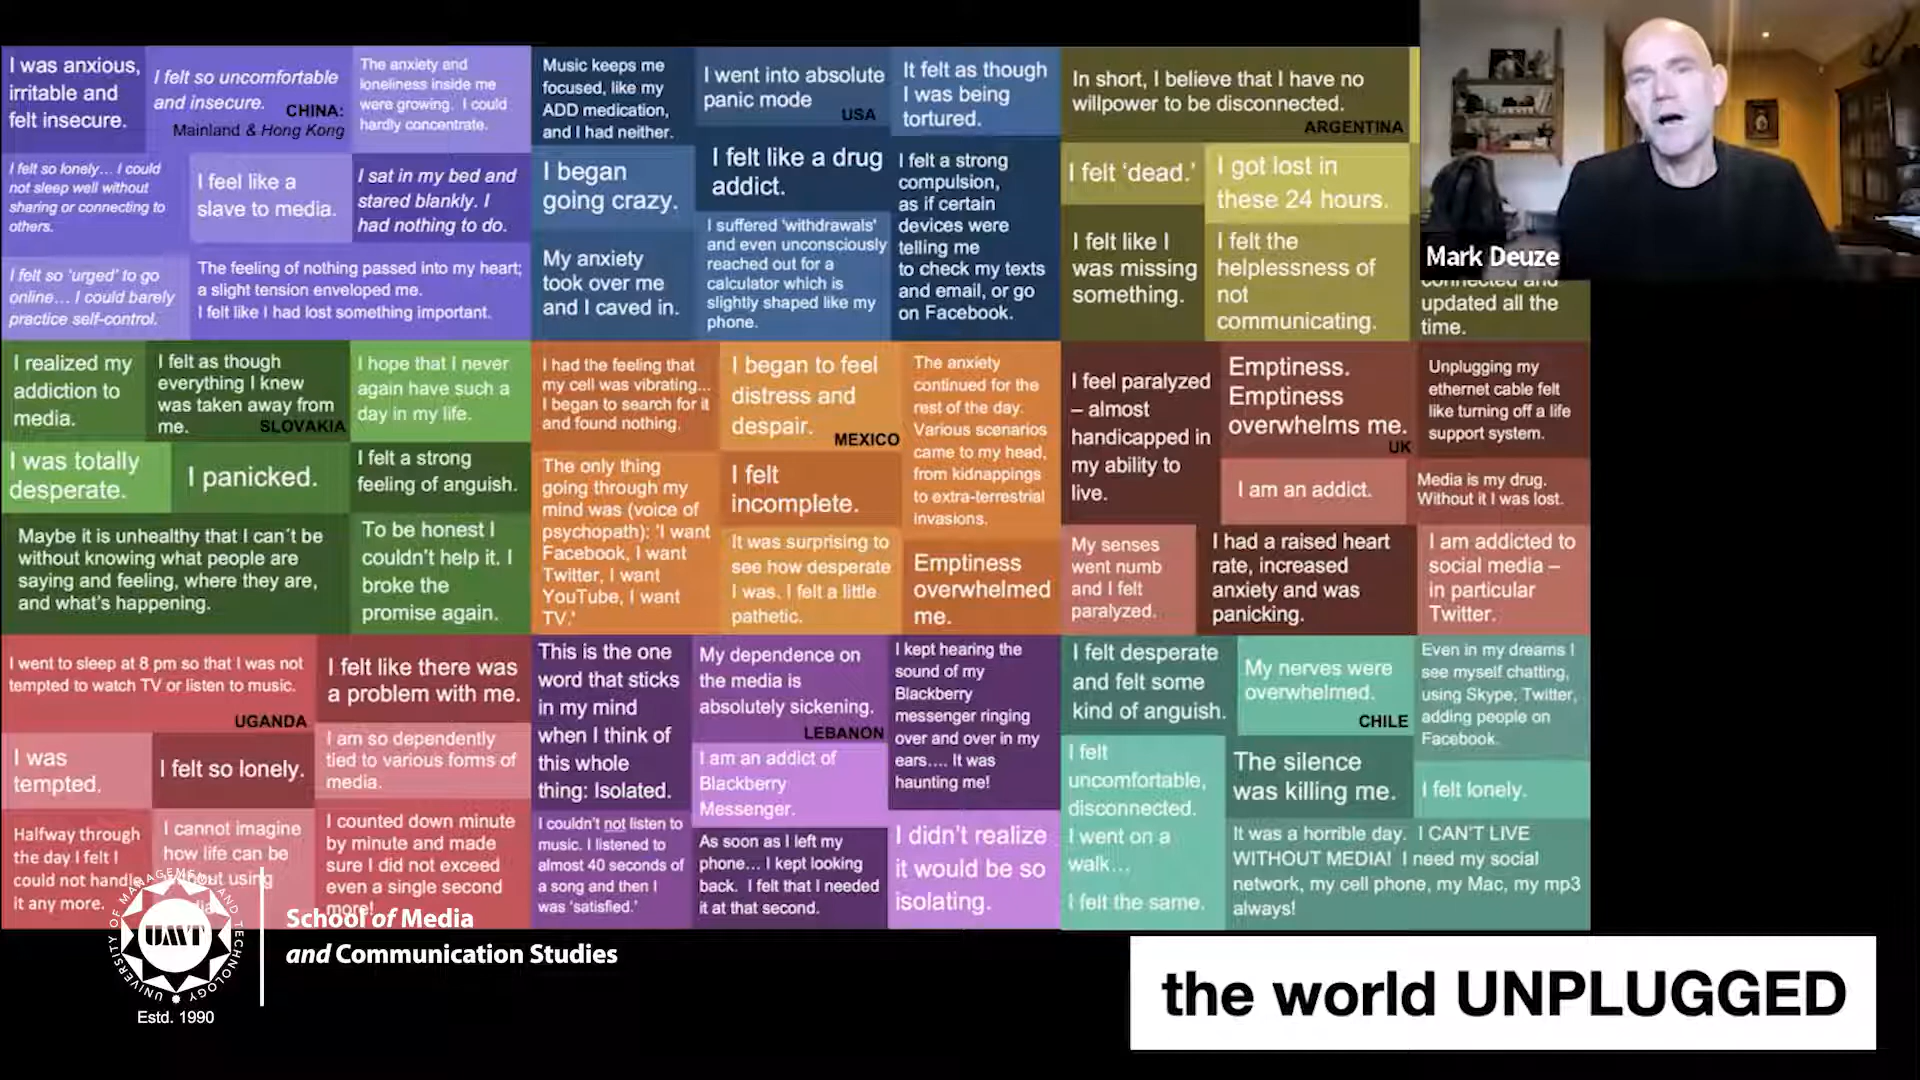 I was anxious,
irritable and
felt insecure.
I felt so uncomfortable
and insecure.
CHINA:
Mainland & Hong Kong
The anxiety and
loneliness inside me
were growing.  I could
hardly concentrate.
I felt so lonely… I could
not sleep well without
sharing or connecting to
others.
I feel like a
slave to media.
I sat in my bed and
stared blankly. I
had nothing to do.
I felt so 'urged' to go
online… I could barely
practice self-control.
The feeling of nothing passed into my heart;
a slight tension enveloped me.
I felt like I had lost something important.
Music keeps me
focused, like my
ADD medication,
and I had neither.
I went into absolute
panic mode
USA
It felt as though
I was being
tortured.
I began
going crazy.
I felt like a drug
addict.
I felt a strong
compulsion,
as if certain
devices were
telling me
to check my texts
and email, or go
on Facebook.
My anxiety
took over me
and I caved in.
I suffered 'withdrawals'
and even unconsciously
reached out for a
calculator which is
slightly shaped like my
phone.
In short, I believe that I have no
willpower to be disconnected.
ARGENTINA
I felt 'dead.'
I got lost in
these 24 hours.
I felt like I
was missing
something.
I felt the
helplessness of
not
communicating.
connected and
updated all the
time.
Mark Deuze
I realized my
addiction to
media.
I felt as though
everything I knew
was taken away from
me.
SLOVAKIA
I hope that I never
again have such a
day in my life.
I was totally
desperate.
I panicked.
I felt a strong
feeling of anguish.
Maybe it is unhealthy that I can´t be
without knowing what people are
saying and feeling, where they are,
and what's happening.
To be honest I
couldn't help it. I
broke the
promise again.
I had the feeling that
my cell was vibrating...
I began to search for it
and found nothing.
I began to feel
distress and
despair.
MEXICO
The anxiety
continued for the
rest of the day.
Various scenarios
came to my head,
from kidnappings
to extra-terrestrial
invasions.
The only thing
going through my
mind was (voice of
psychopath): 'I want
Facebook, I want
Twitter, I want
YouTube, I want
TV.'
I felt
incomplete.
It was surprising to
see how desperate
I was. I felt a little
pathetic.
Emptiness
overwhelmed
me.
I feel paralyzed
– almost
handicapped in
my ability to
live.
Emptiness.
Emptiness
overwhelms me.
UK
Unplugging my
ethernet cable felt
like turning off a life
support system.
I am an addict.
Media is my drug.
Without it I was lost.
My senses
went numb
and I felt
paralyzed.
I had a raised heart
rate, increased
anxiety and was
panicking.
I am addicted to
social media –
in particular
Twitter.
I went to sleep at 8 pm so that I was not
tempted to watch TV or listen to music.
UGANDA
I felt like there was
a problem with me.
I was
tempted.
I felt so lonely.
I am so dependently
tied to various forms of
media.
Halfway through
the day I felt I
could not handle
it any more.
I cannot imagine
how life can be
without using
I counted down minute
by minute and made
sure I did not exceed
even a single second
more!
This is the one
word that sticks
in my mind
when I think of
this whole
thing: Isolated.
My dependence on
the media is
absolutely sickening.
LEBANON
I kept hearing the
sound of my
Blackberry
messenger ringing
over and over in my
ears…. It was
haunting me!
I am an addict of
Blackberry
Messenger.
I couldn't not listen to
music. I listened to
almost 40 seconds of
a song and then I
was 'satisfied.'
As soon as I left my
phone… I kept looking
back.  I felt that I needed
it at that second.
I didn't realize
it would be so
isolating.
I felt desperate
and felt some
kind of anguish.
My nerves were
overwhelmed.
CHILE
Even in my dreams I
see myself chatting,
using Skype, Twitter,
adding people on
Facebook.
I felt
uncomfortable,
disconnected.
I went on a
walk…
I felt the same.
The silence
was killing me.
I felt lonely.
It was a horrible day.  I CAN'T LIVE
WITHOUT MEDIA!  I need my social
network, my cell phone, my Mac, my mp3
always!
UNIVERSITY OF MANAGEMENT AND TECHNOLOGY
UMT
Estd. 1990
School of Media
and Communication Studies
the world UNPLUGGED